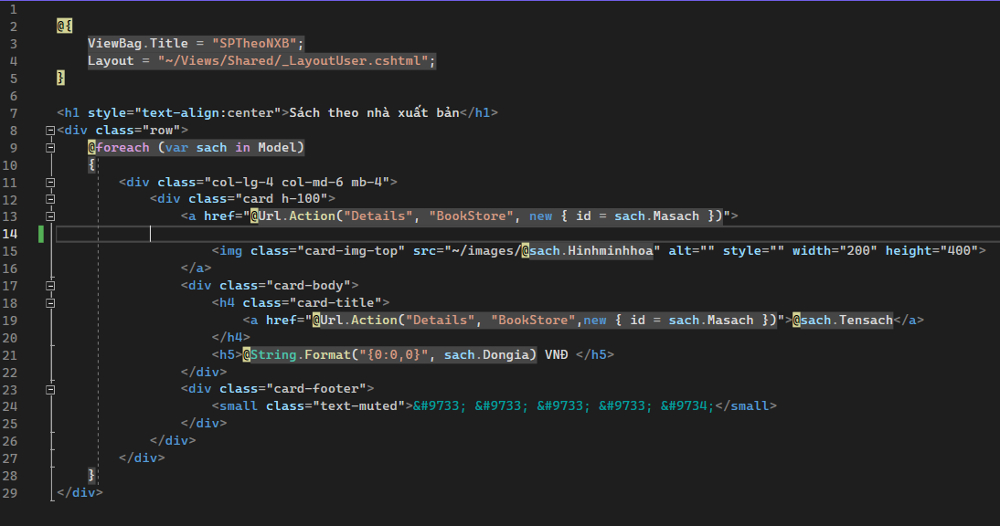 1
2 @{
3 ViewBag.Title = "SPTheoNXB";
4 Layout = "~/Views/Shared/_LayoutUser.cshtml";
5 }
6
7 <h1 style="text-align:center">Sách theo nhà xuất bản</h1>
8 <div class="row">
9 @foreach (var sach in Model)
10 {
11 <div class="col-lg-4 col-md-6 mb-4">
12 <div class="card h-100">
13 <a href="@Url.Action("Details", "BookStore", new { id = sach.Masach })">
14
15 <img class="card-img-top" src="~/images/@sach.Hinhminhhoa" alt="" style="" width="200" height="400">
16 </a>
17 <div class="card-body">
18 <h4 class="card-title">
19 <a href="@Url.Action("Details", "BookStore",new { id = sach.Masach })">@sach.Tensach</a>
20 </h4>
21 <h5>@String.Format("{0:0,0}", sach.Dongia) VNĐ </h5>
22 </div>
23 <div class="card-footer">
24 <small class="text-muted">&#9733; &#9733; &#9733; &#9733; &#9734;</small>
25 </div>
26 </div>
27 </div>
28 }
29 </div>